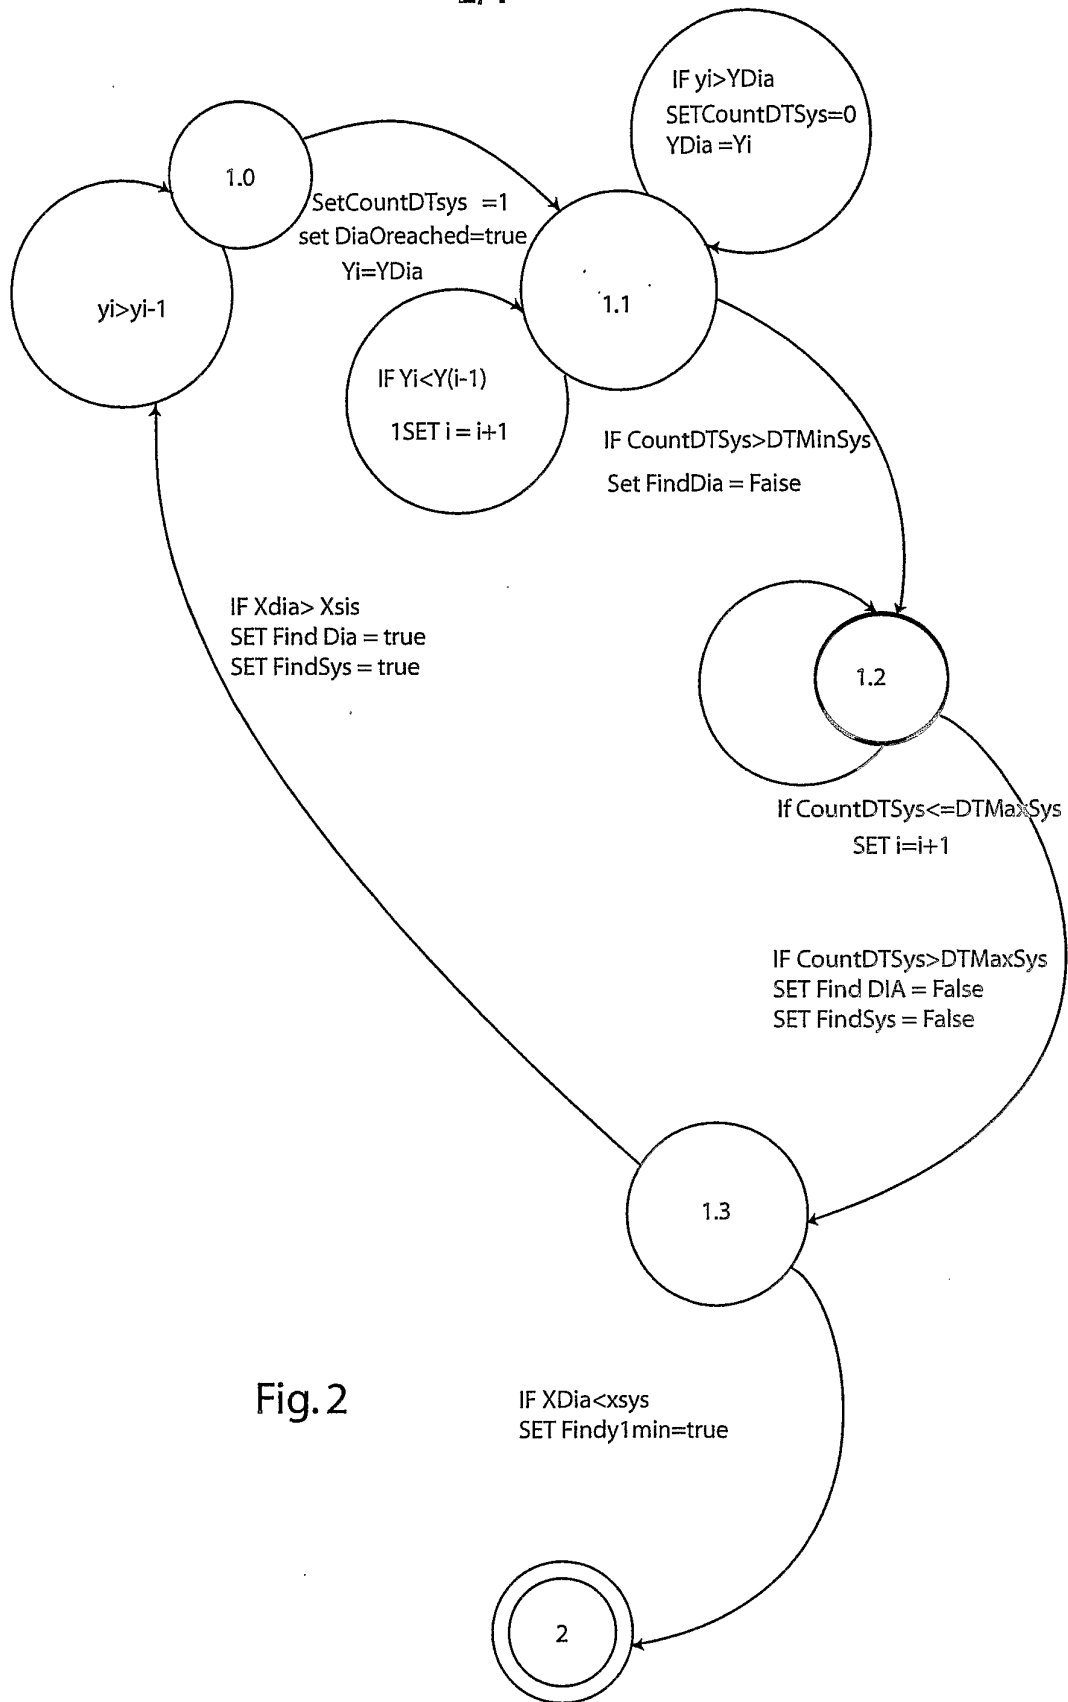 IF yi>YDia
SETCountDTSys=0
YDia =Yi
1.0
SetCountDTsys =1
set DiaOreached=true
Yi=YDia
yi>yi-1
1.1
IF Yi<Y(i-1)
1SET i = i+1
IF CountDTSys>DTMinSys
Set FindDia = Faise
IF Xdia> Xsis
SET Find Dia = true
SET FindSys = true
1.2
If CountDTSys<=DTMaxSys
SET i=i+1
IF CountDTSys>DTMaxSys
SET Find DIA = False
SET FindSys = False
1.3
Fig. 2
IF XDia<xsys
SET Findy1min=true
2